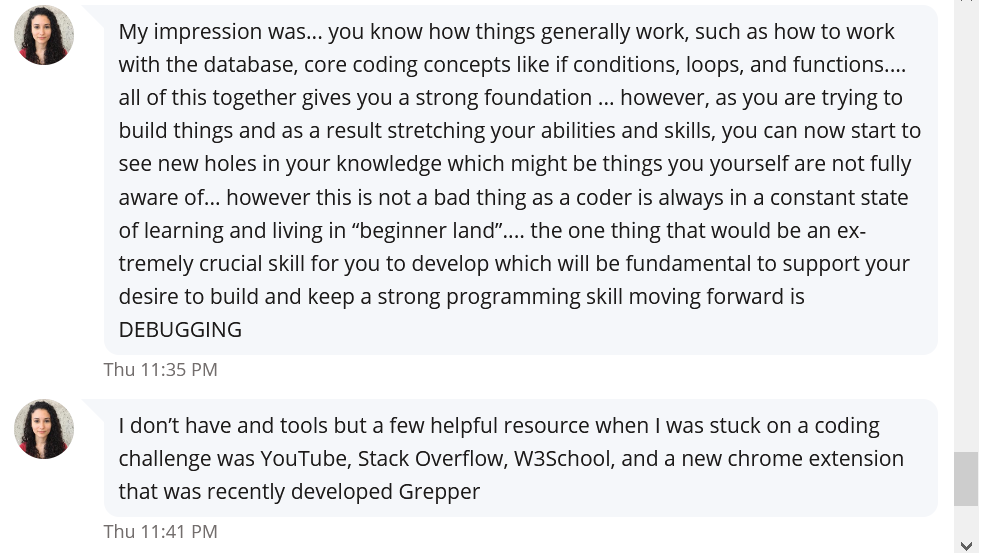 My impression was... you know how things generally work, such as how to work
with the database, core coding concepts like if conditions, loops, and functions....
all of this together gives you a strong foundation ... however, as you are trying to
build things and as a result stretching your abilities and skills, you can now start to
see new holes in your knowledge which might be things you yourself are not fully
aware of... however this is not a bad thing as a coder is always in a constant state
of learning and living in “beginner land”.... the one thing that would be an ex-
tremely crucial skill for you to develop which will be fundamental to support your
desire to build and keep a strong programming skill moving forward is
DEBUGGING
Thu 11:35 PM
I don’t have and tools but a few helpful resource when I was stuck on a coding
challenge was YouTube, Stack Overflow, W3School, and a new chrome extension
that was recently developed Grepper
Thu 11:41 PM